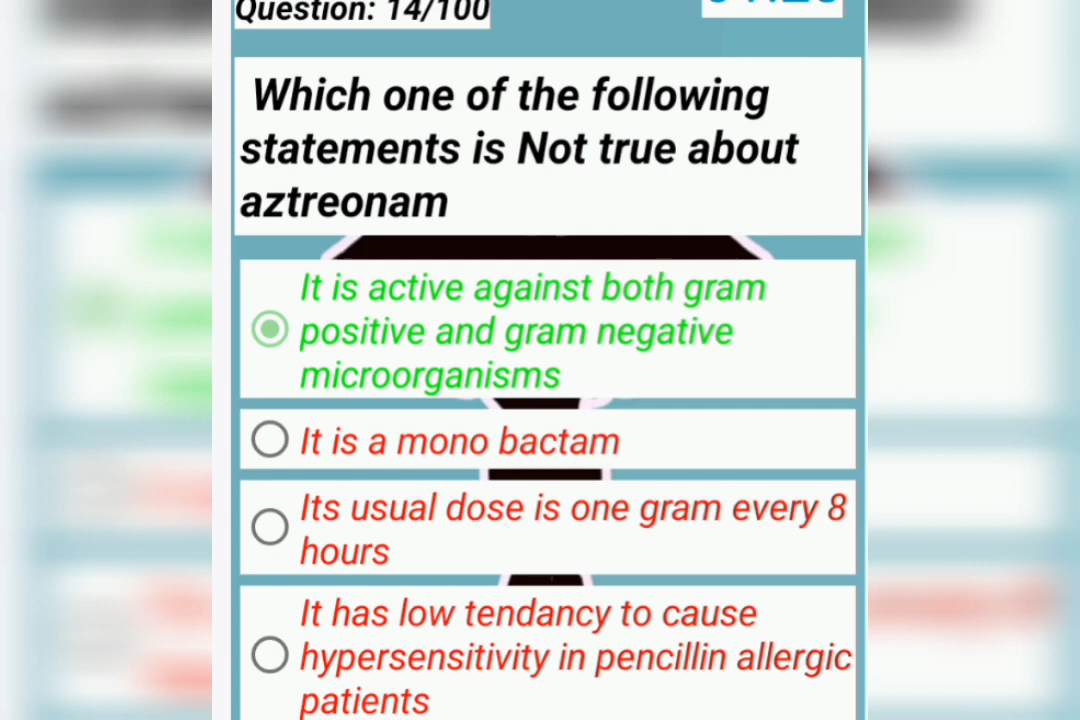 Question: 14/100
Which one of the following
statements is Not true about
aztreonam
It is active against both gram
positive and gram negative
microorganisms
It is a mono bactam
Its usual dose is one gram every 8
hours
It has low tendancy to cause
hypersensitivity in pencillin allergic
patients